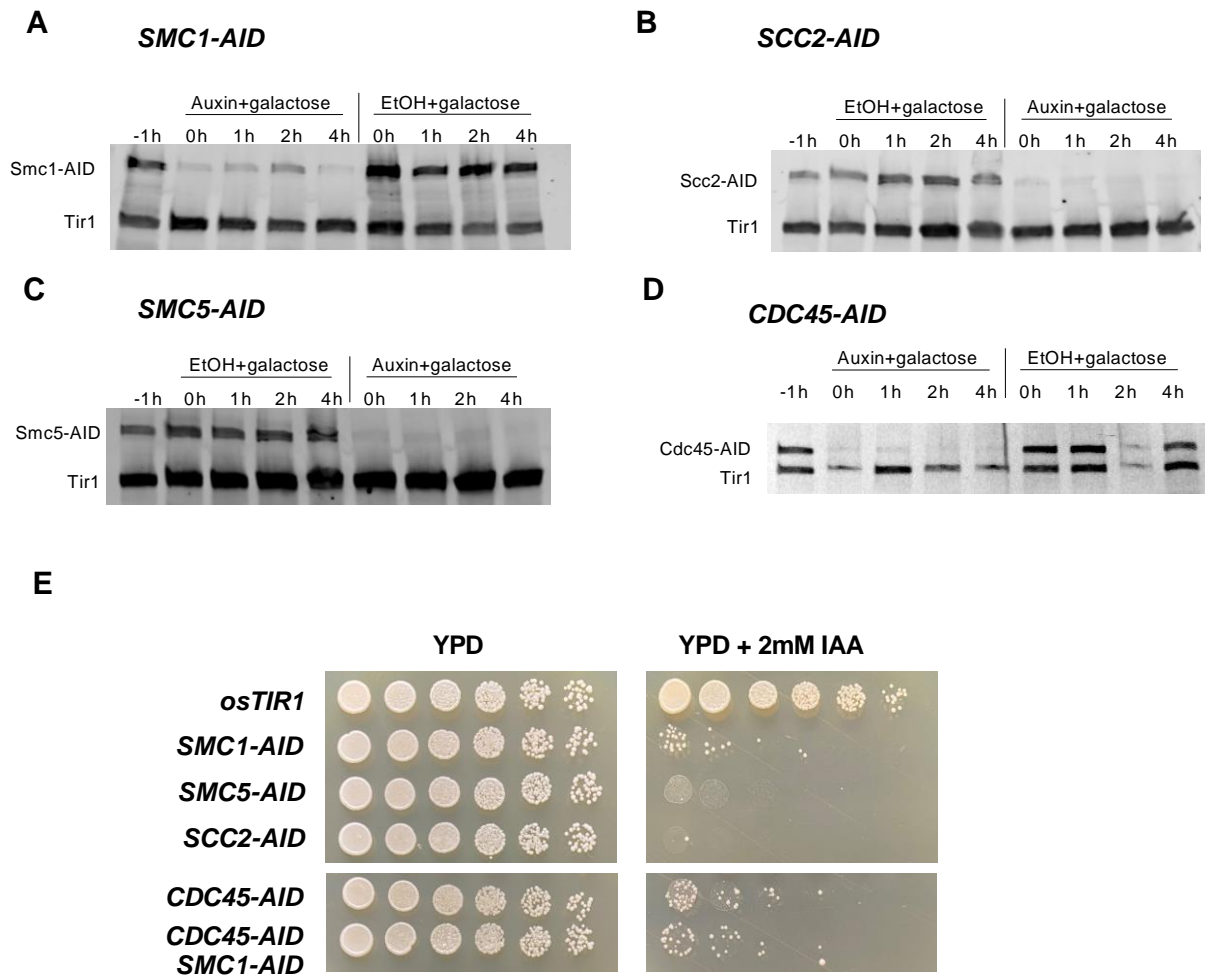 A
SMC1-AID
Auxin+galactose EtOH+galactose
-1h 0h 1h 2h 4h 0h 1h 2h 4h
Smc1-AID
Tir1
B
SCC2-AID
EtOH+galactose Auxin+galactose
-1h 0h 1h 2h 4h 0h 1h 2h 4h
Scc2-AID
Tir1
C
SMC5-AID
EtOH+galactose Auxin+galactose
-1h 0h 1h 2h 4h 0h 1h 2h 4h
Smc5-AID
Tir1
D
CDC45-AID
Auxin+galactose EtOH+galactose
-1h 0h 1h 2h 4h 0h 1h 2h 4h
Cdc45-AID
Tir1
E
YPD YPD + 2mM IAA
osTIR1
SMC1-AID
SMC5-AID
SCC2-AID
CDC45-AID
CDC45-AID
SMC1-AID